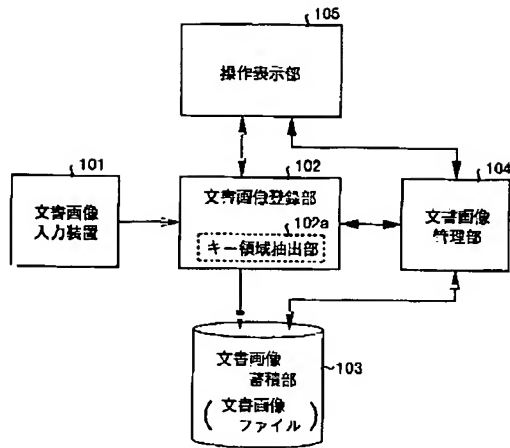 105
操作表示部
101
文書画像
入力装置
102
文書画像登録部
102a
キー領域抽出部
104
文書画像
管理部
文書画像
蓄積部
(文書画像
ファイル)
103